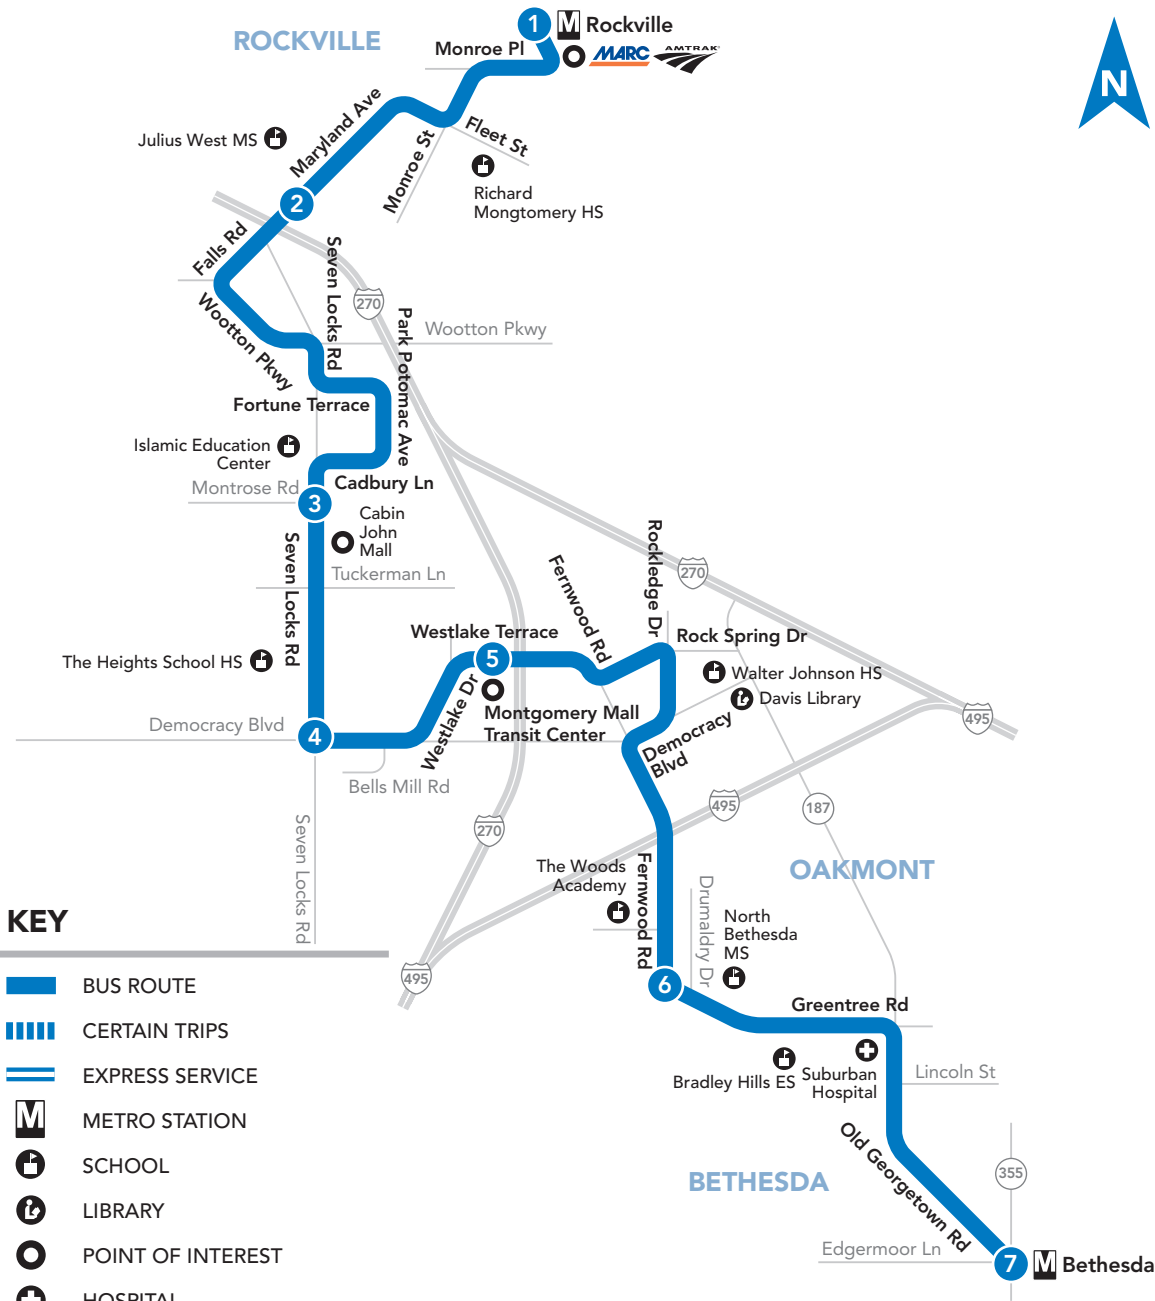 1
M
Rockville
ROCKVILLE
Monroe Pl
MARC
AMTRAK
N
Maryland Ave
Fleet St
Julius West MS
Monroe St
Richard
Mongtomery HS
2
Falls Rd
Seven Locks Rd
270
Wootton Pkwy
Park Potomac Ave
Wootton Pkwy
Fortune Terrace
Islamic Education
Center
Cadbury Ln
Montrose Rd
3
Cabin
John
Mall
Seven Locks Rd
Tuckerman Ln
Fernwood Rd
Rockledge Dr
270
Westlake Terrace
Rock Spring Dr
The Heights School HS
5
Walter Johnson HS
Davis Library
Westlake Dr
Montgomery Mall
Transit Center
495
Democracy Blvd
4
Democracy
Blvd
Bells Mill Rd
495
187
Seven Locks Rd
270
The Woods
Academy
Fernwood Rd
OAKMONT
Drumaldry Dr
North
Bethesda
MS
495
6
Greentree Rd
Bradley Hills ES
Suburban
Hospital
Lincoln St
Old Georgetown Rd
BETHESDA
355
Edgermoor Ln
7
M
Bethesda
KEY
BUS ROUTE
CERTAIN TRIPS
EXPRESS SERVICE
M
METRO STATION
SCHOOL
LIBRARY
POINT OF INTEREST
HOSPITAL